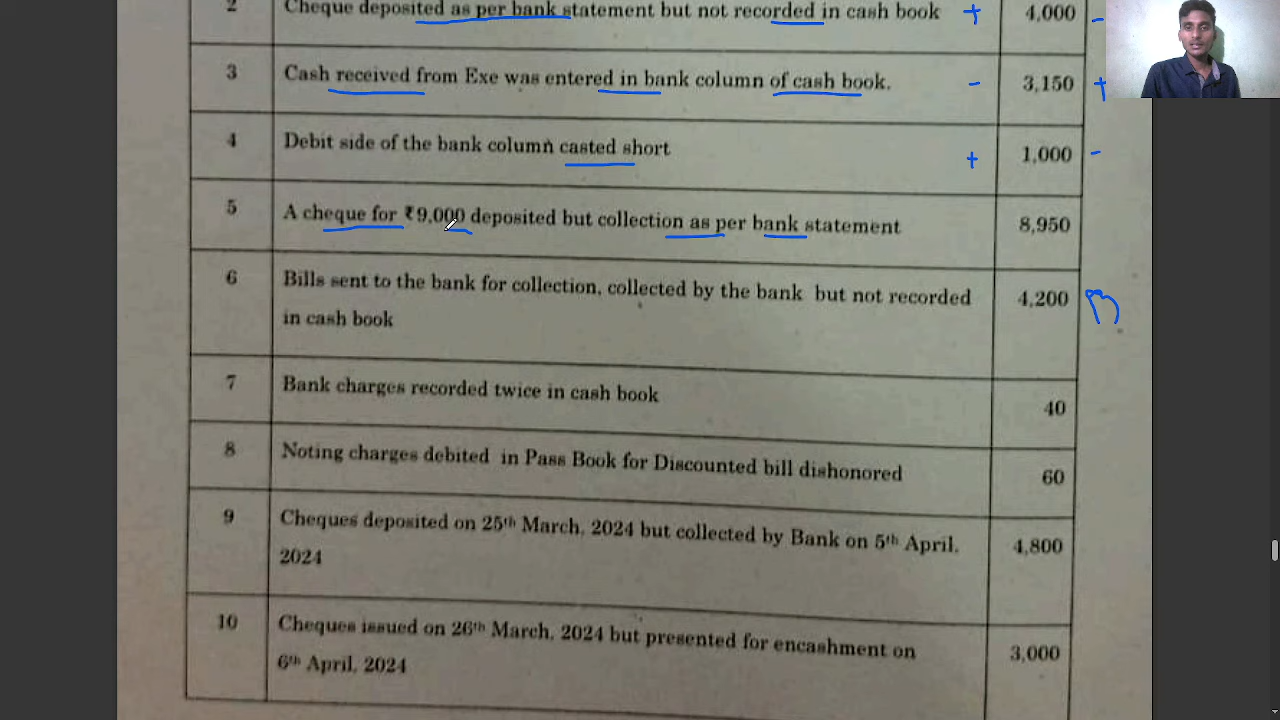 2 Cheque deposited as per bank statement but not recorded in cash book + 4,000 -
3 Cash received from Exe was entered in bank column of cash book. - 3,150 +
4 Debit side of the bank column casted short + 1,000 -
5 A cheque for ₹9,000 deposited but collection as per bank statement 8,950
6 Bills sent to the bank for collection, collected by the bank but not recorded 4,200
in cash book
7 Bank charges recorded twice in cash book 40
8 Noting charges debited in Pass Book for Discounted bill dishonored 60
9 Cheques deposited on 25th March, 2024 but collected by Bank on 5th April, 4,800
2024
10 Cheques issued on 26th March, 2024 but presented for encashment on 3,000
6th April, 2024